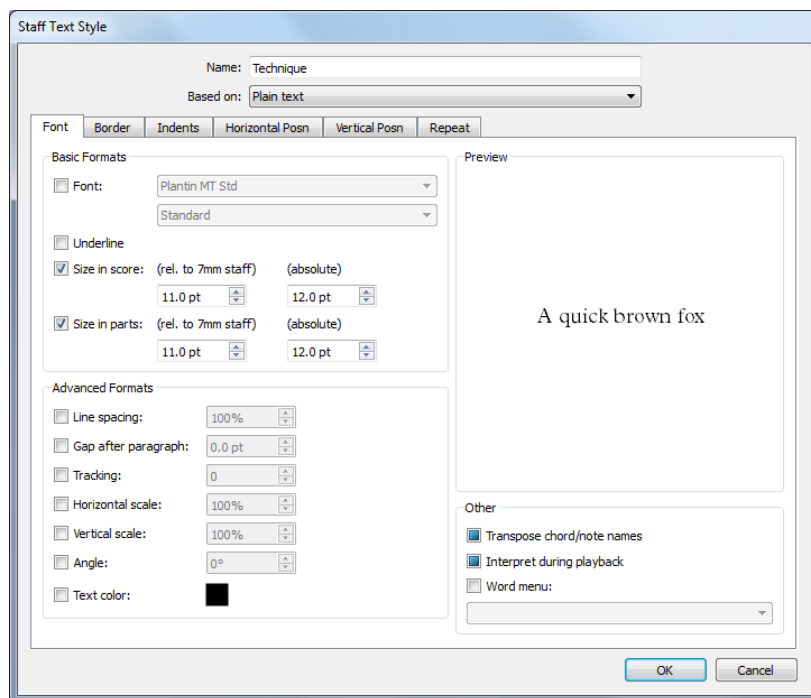 Staff Text Style
Name: Technique
Based on: Plain text
Font Border Indents Horizontal Posn Vertical Posn Repeat
Basic Formats
Font: Plantin MT Std
Standard
Underline
Size in score: (rel. to 7mm staff) (absolute)
11.0 pt 12.0 pt
Size in parts: (rel. to 7mm staff) (absolute)
11.0 pt 12.0 pt
Advanced Formats
Line spacing: 100%
Gap after paragraph: 0.0 pt
Tracking: 0
Horizontal scale: 100%
Vertical scale: 100%
Angle: 0°
Text color:
Preview
A quick brown fox
Other
Transpose chord/note names
Interpret during playback
Word menu:
OK Cancel